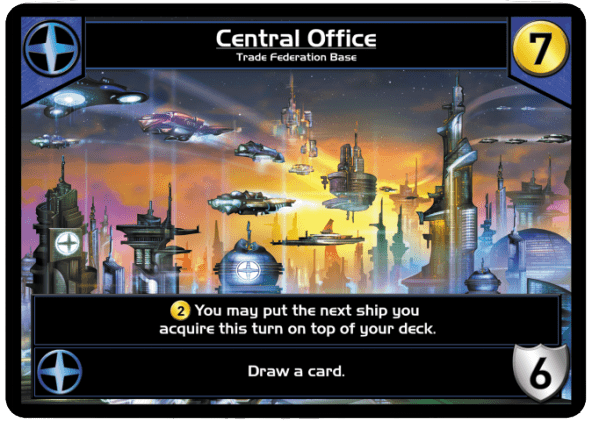 Central Office
7
Trade Federation Base
2 You may put the next ship you
acquire this turn on top of your deck.
Draw a card.
6